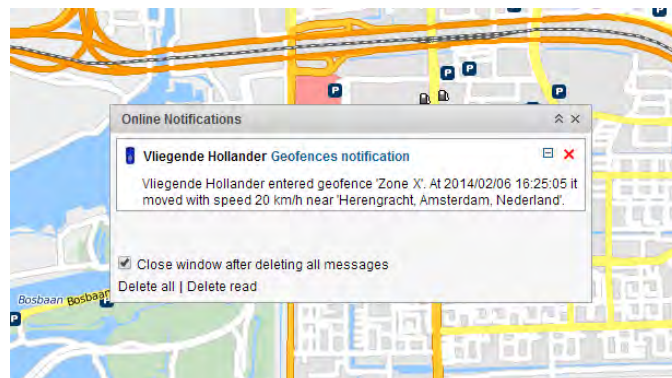 P
P
P
P
P
Online Notifications
Vliegende Hollander Geofences notification
Vliegende Hollander entered geofence 'Zone X'. At 2014/02/06 16:25:05 it
moved with speed 20 km/h near 'Herengracht, Amsterdam, Nederland'.
Close window after deleting all messages
Delete all | Delete read
Bosbaan Bosbaan
P
P